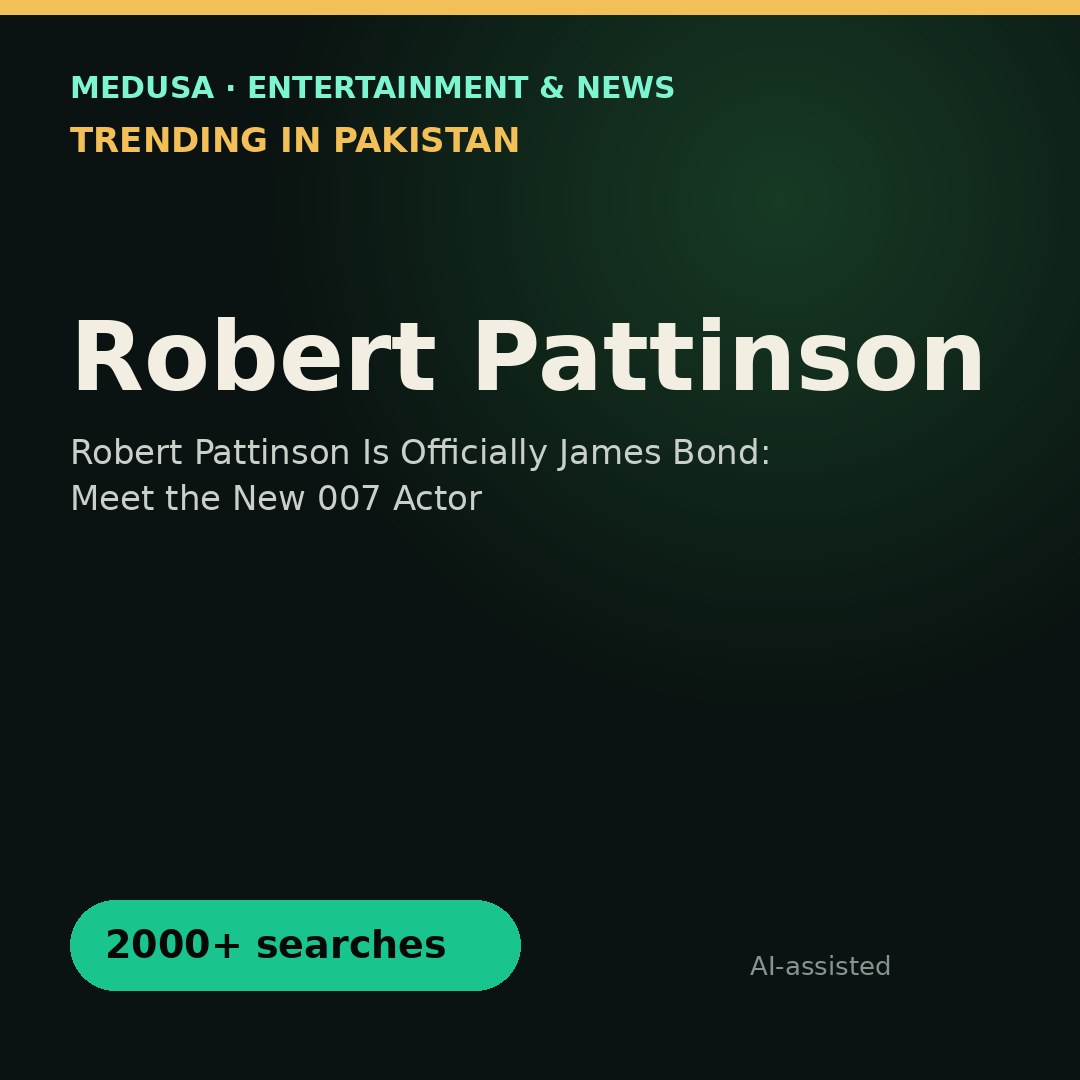 MEDUSA · ENTERTAINMENT & NEWS
TRENDING IN PAKISTAN
Robert Pattinson
Robert Pattinson Is Officially James Bond:
Meet the New 007 Actor
2000+ searches
AI-assisted